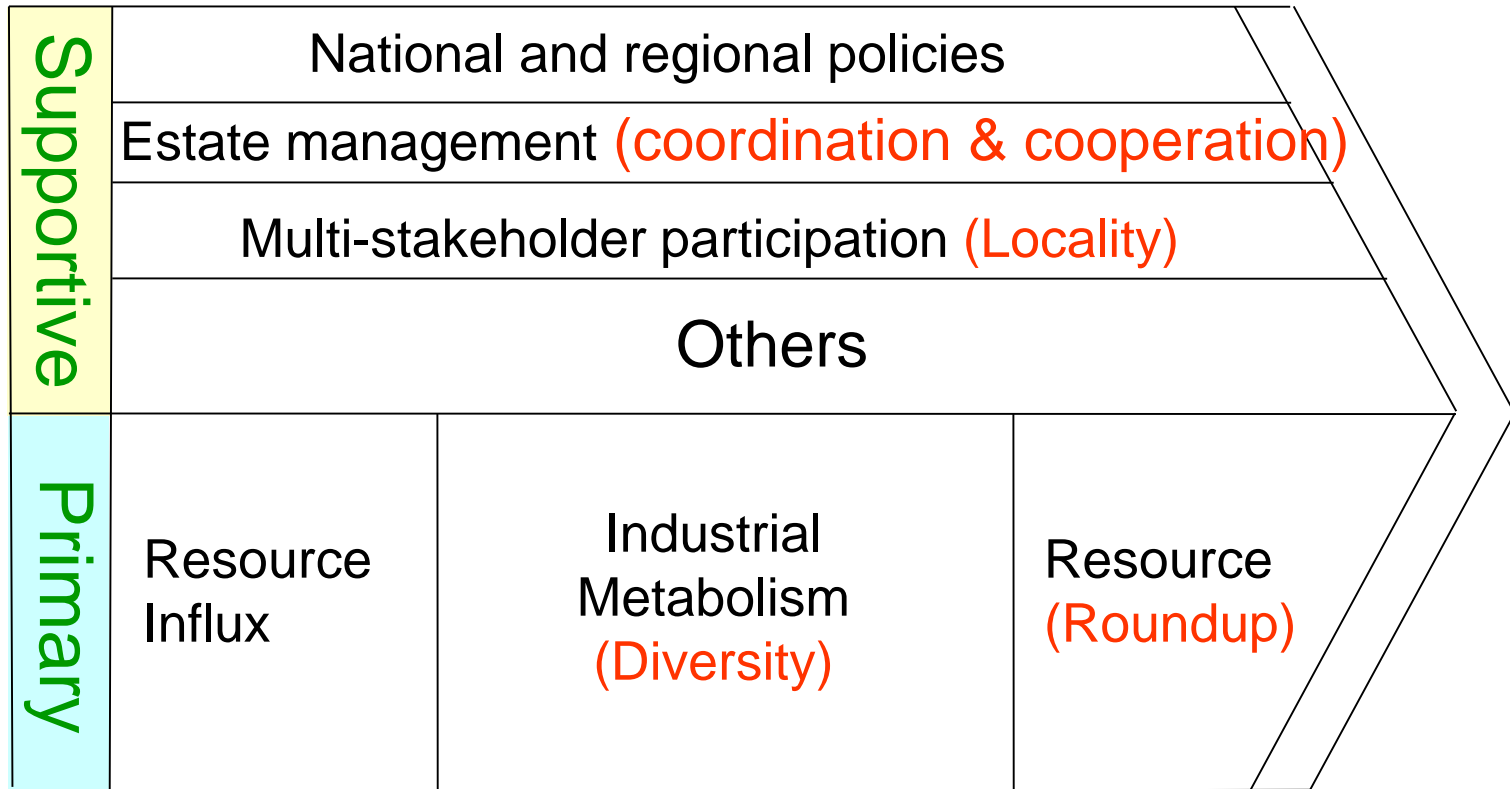 Supportive
National and regional policies
Estate management (coordination & cooperation)
Multi-stakeholder participation (Locality)
Others
Primary
Resource
Influx
Industrial
Metabolism
(Diversity)
Resource
(Roundup)